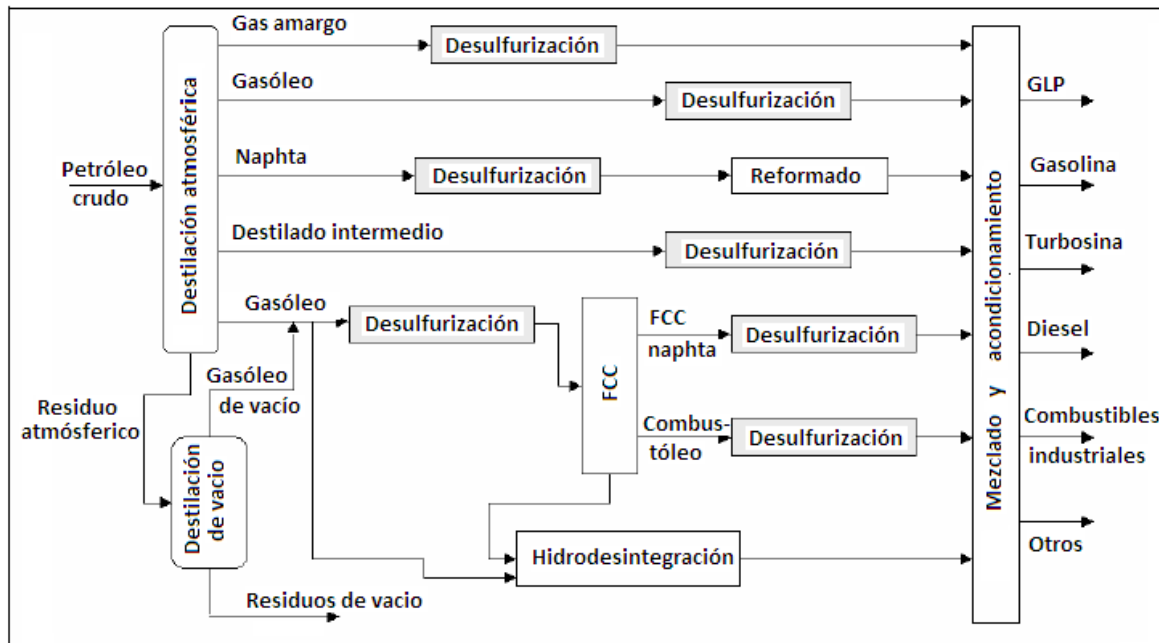 Gas amargo
Desulfurización
Gasóleo
Desulfurización
GLP
Petróleo
crudo
Destilación atmosférica
Naphta
Desulfurización
Reformado
Gasolina
Destilado intermedio
Desulfurización
Turbosina
Gasóleo
Desulfurización
FCC
FCC
naphta
Desulfurización
Diesel
Gasóleo
de vacío
Residuo
atmósferico
Combus-
tóleo
Desulfurización
Combustibles
industriales
Destilación
de vacio
Hidrodesintegración
Mezclado y acondicionamiento
Otros
Residuos de vacio